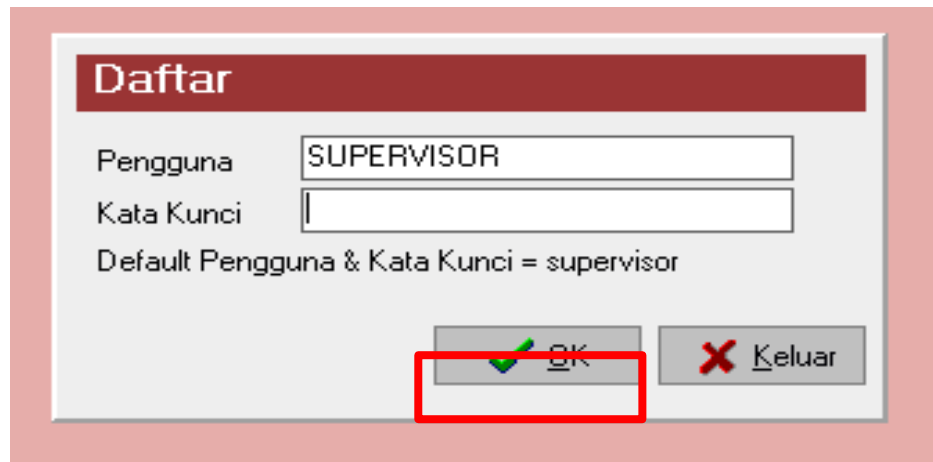 Daftar
Pengguna SUPERVISOR
Kata Kunci
Default Pengguna & Kata Kunci = supervisor
OK Keluar